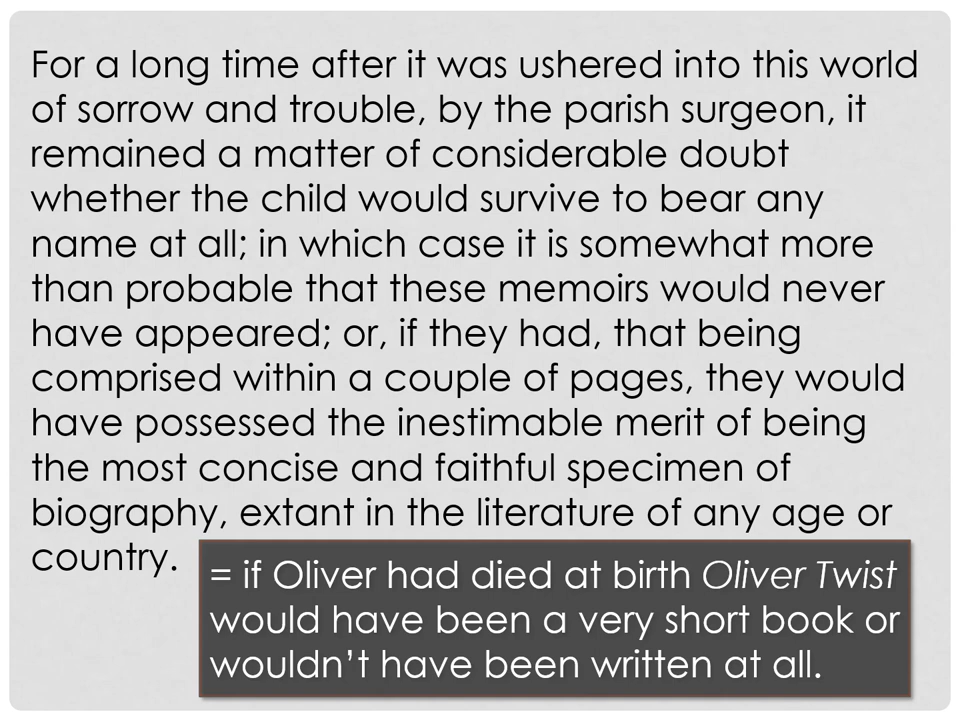 For a long time after it was ushered into this world
of sorrow and trouble, by the parish surgeon, it
remained a matter of considerable doubt
whether the child would survive to bear any
name at all; in which case it is somewhat more
than probable that these memoirs would never
have appeared; or, if they had, that being
comprised within a couple of pages, they would
have possessed the inestimable merit of being
the most concise and faithful specimen of
biography, extant in the literature of any age or
country.
= if Oliver had died at birth Oliver Twist
would have been a very short book or
wouldn’t have been written at all.